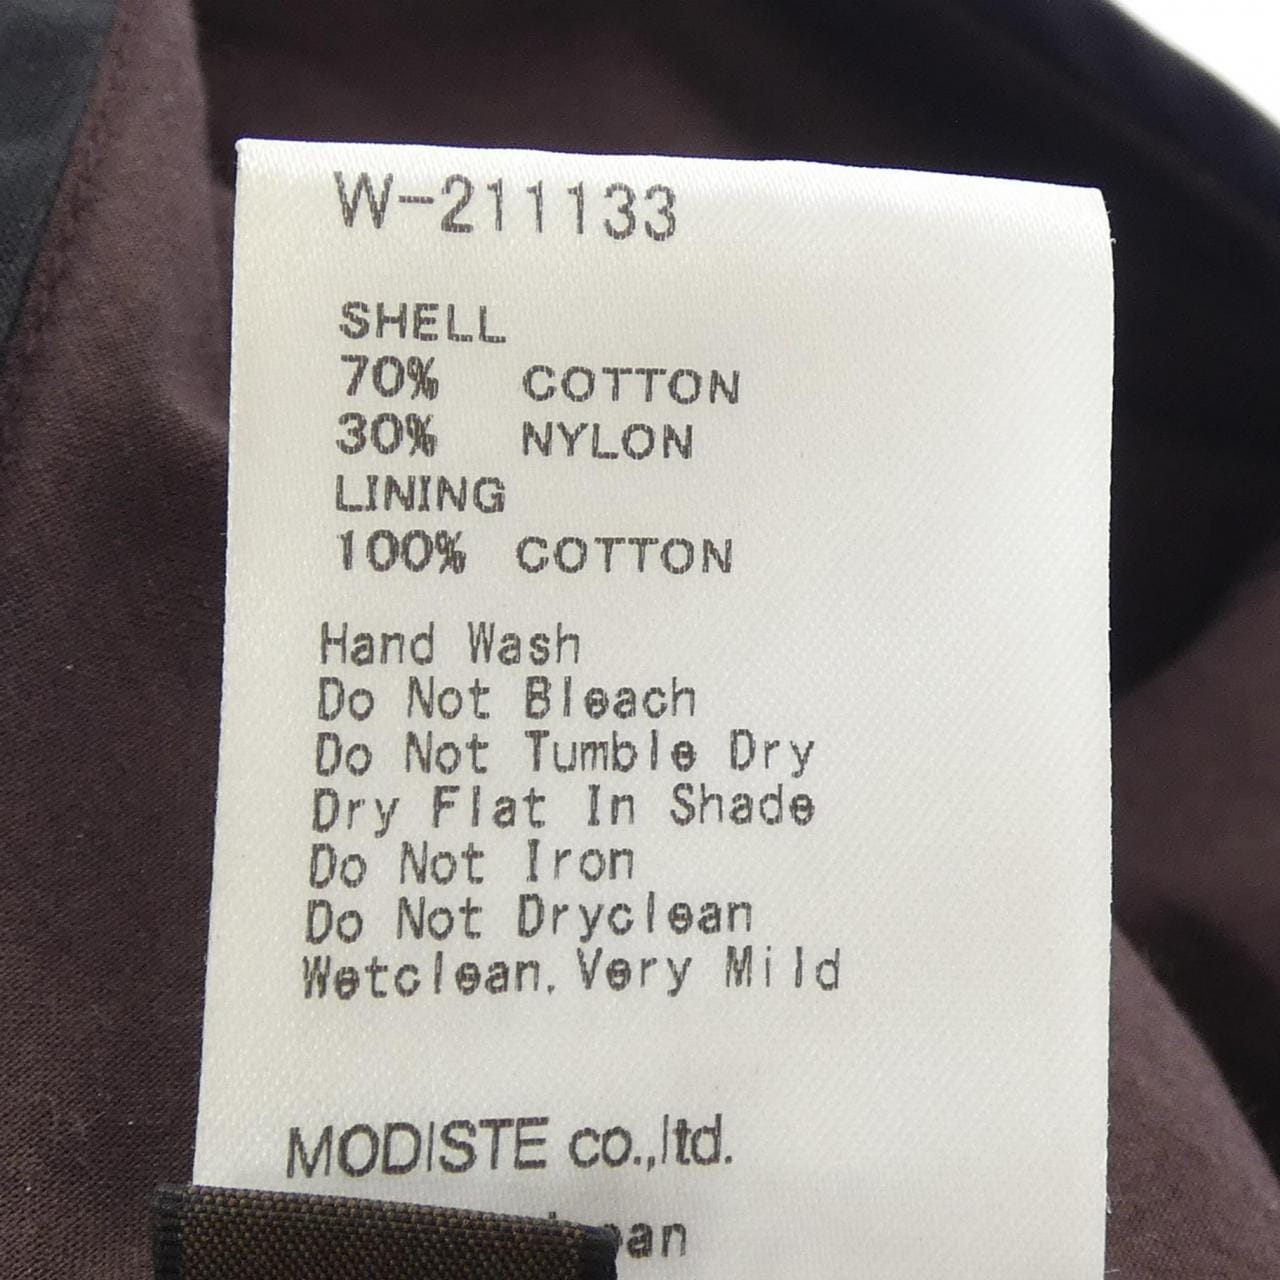 W-211133
SHELL
70% COTTON
30% NYLON
LINING
100% COTTON
Hand Wash
Do Not Bleach
Do Not Tumble Dry
Dry Flat In Shade
Do Not Iron
Do Not Dryclean
Wetclean. Very Mild
MODISTE co.,ltd.